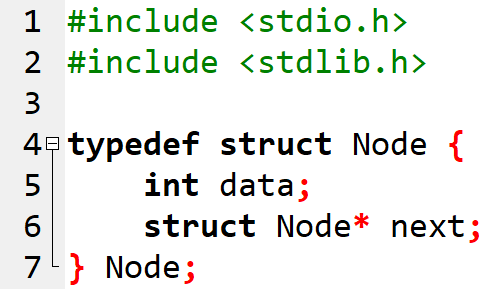 1 #include <stdio.h>
2 #include <stdlib.h>
3
4 typedef struct Node {
5     int data;
6     struct Node* next;
7 } Node;